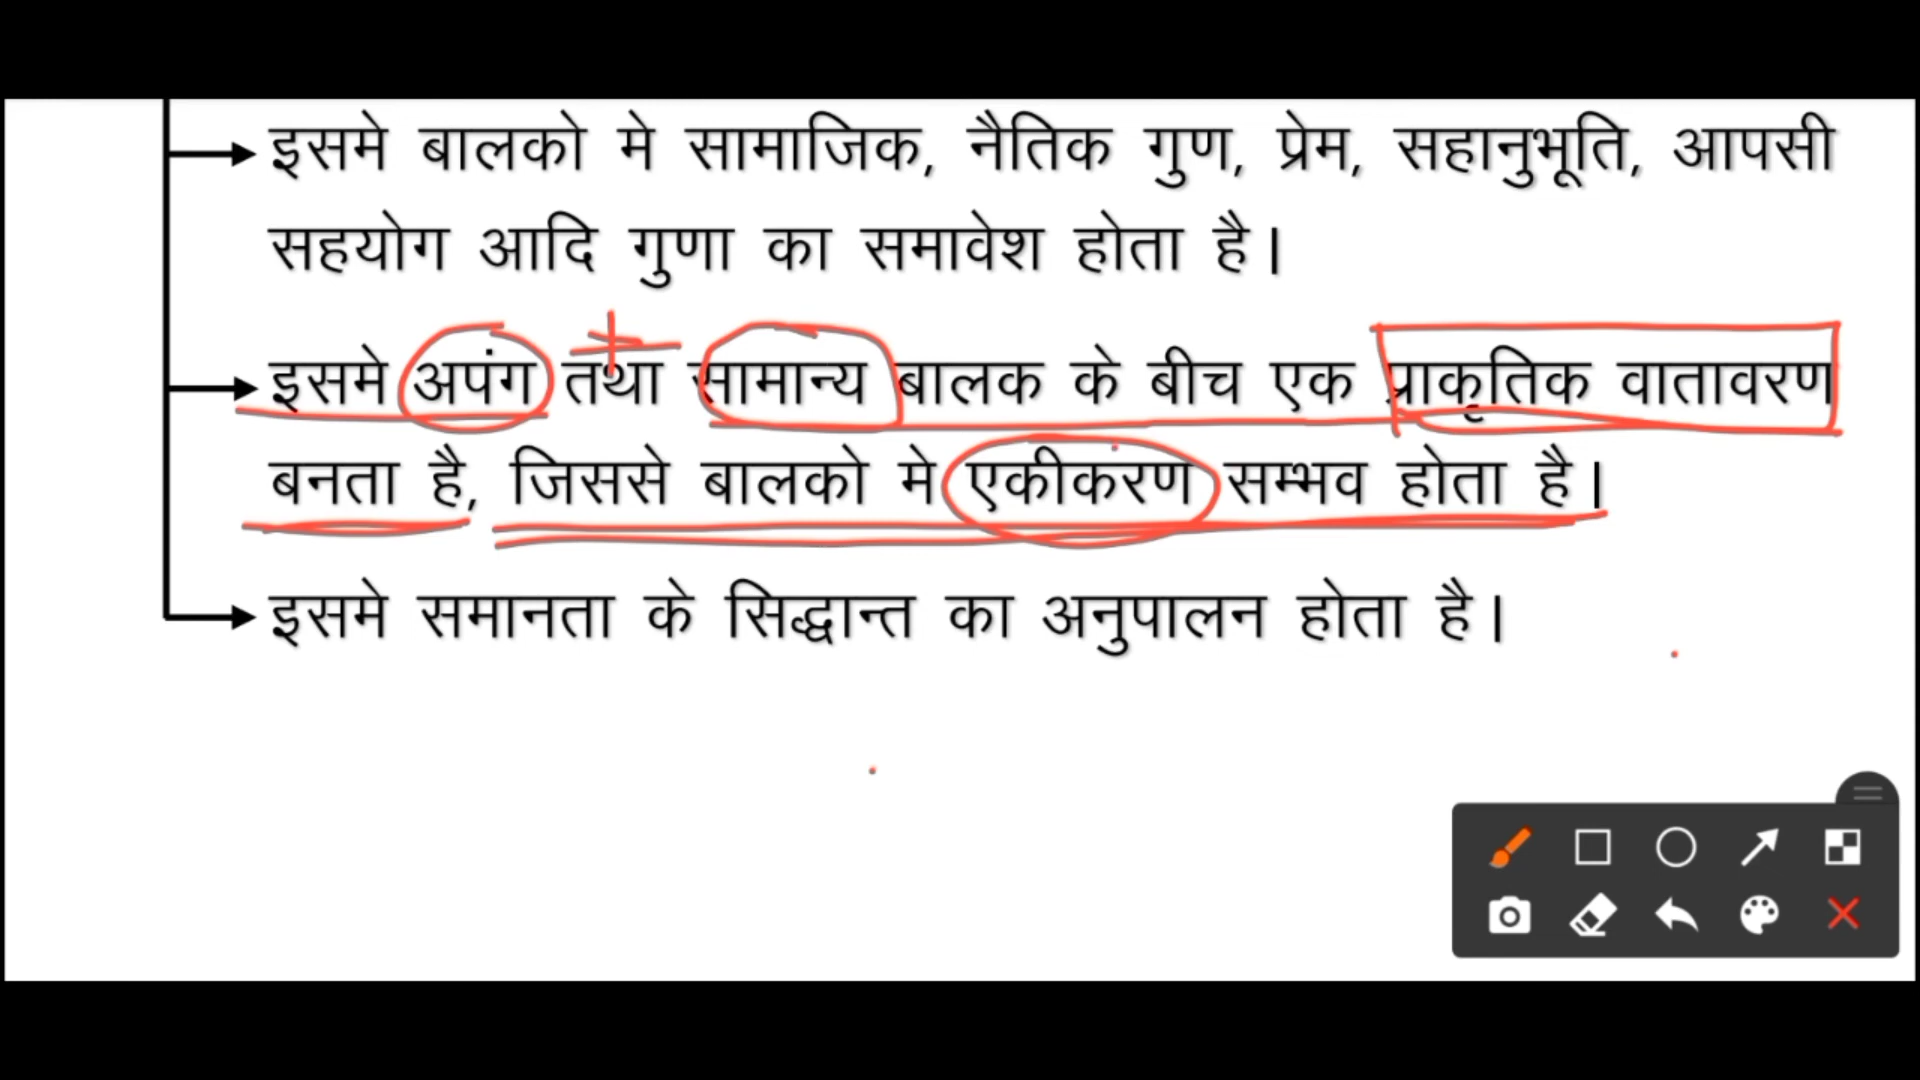 इसमे बालको मे सामाजिक, नैतिक गुण, प्रेम, सहानुभूति, आपसी
सहयोग आदि गुणा का समावेश होता है।
इसमे अपंग तथा सामान्य बालक के बीच एक प्राकृतिक वातावरण
बनता है, जिससे बालको मे एकीकरण सम्भव होता है।
इसमे समानता के सिद्धान्त का अनुपालन होता है।